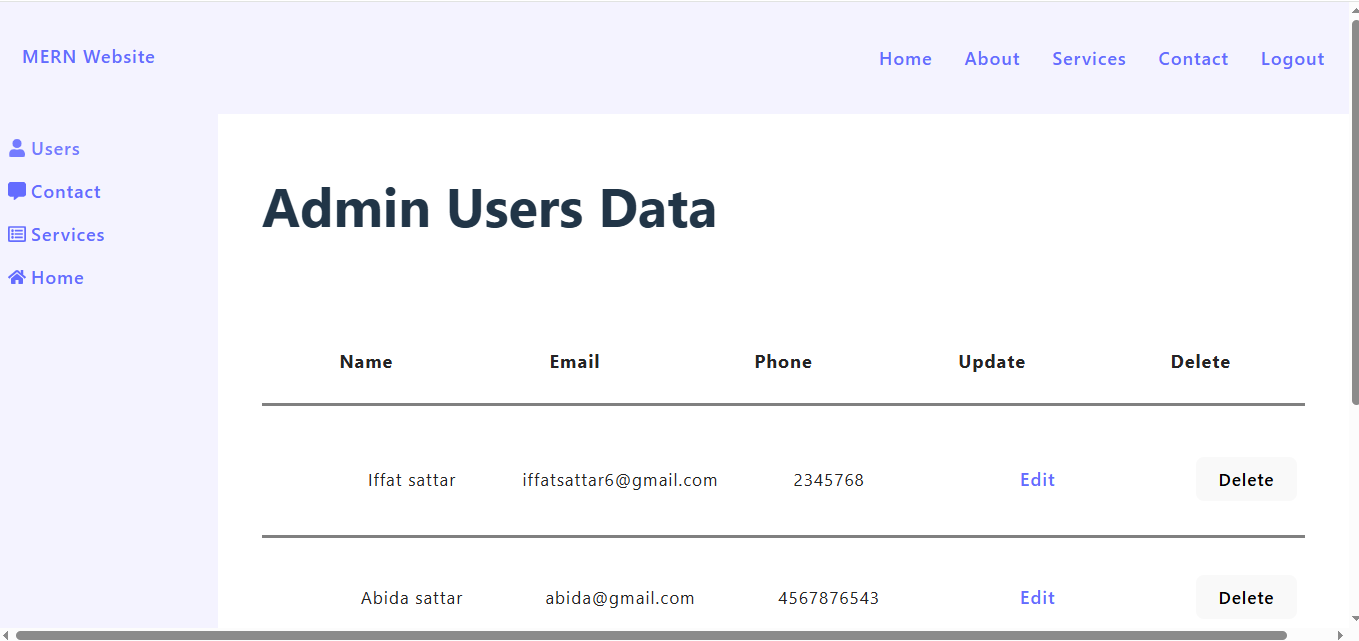 MERN Website
Home About Services Contact Logout
Users
Contact
Services
Home
Admin Users Data
Name Email Phone Update Delete
Iffat sattar iffatsattar6@gmail.com 2345768 Edit Delete
Abida sattar abida@gmail.com 4567876543 Edit Delete